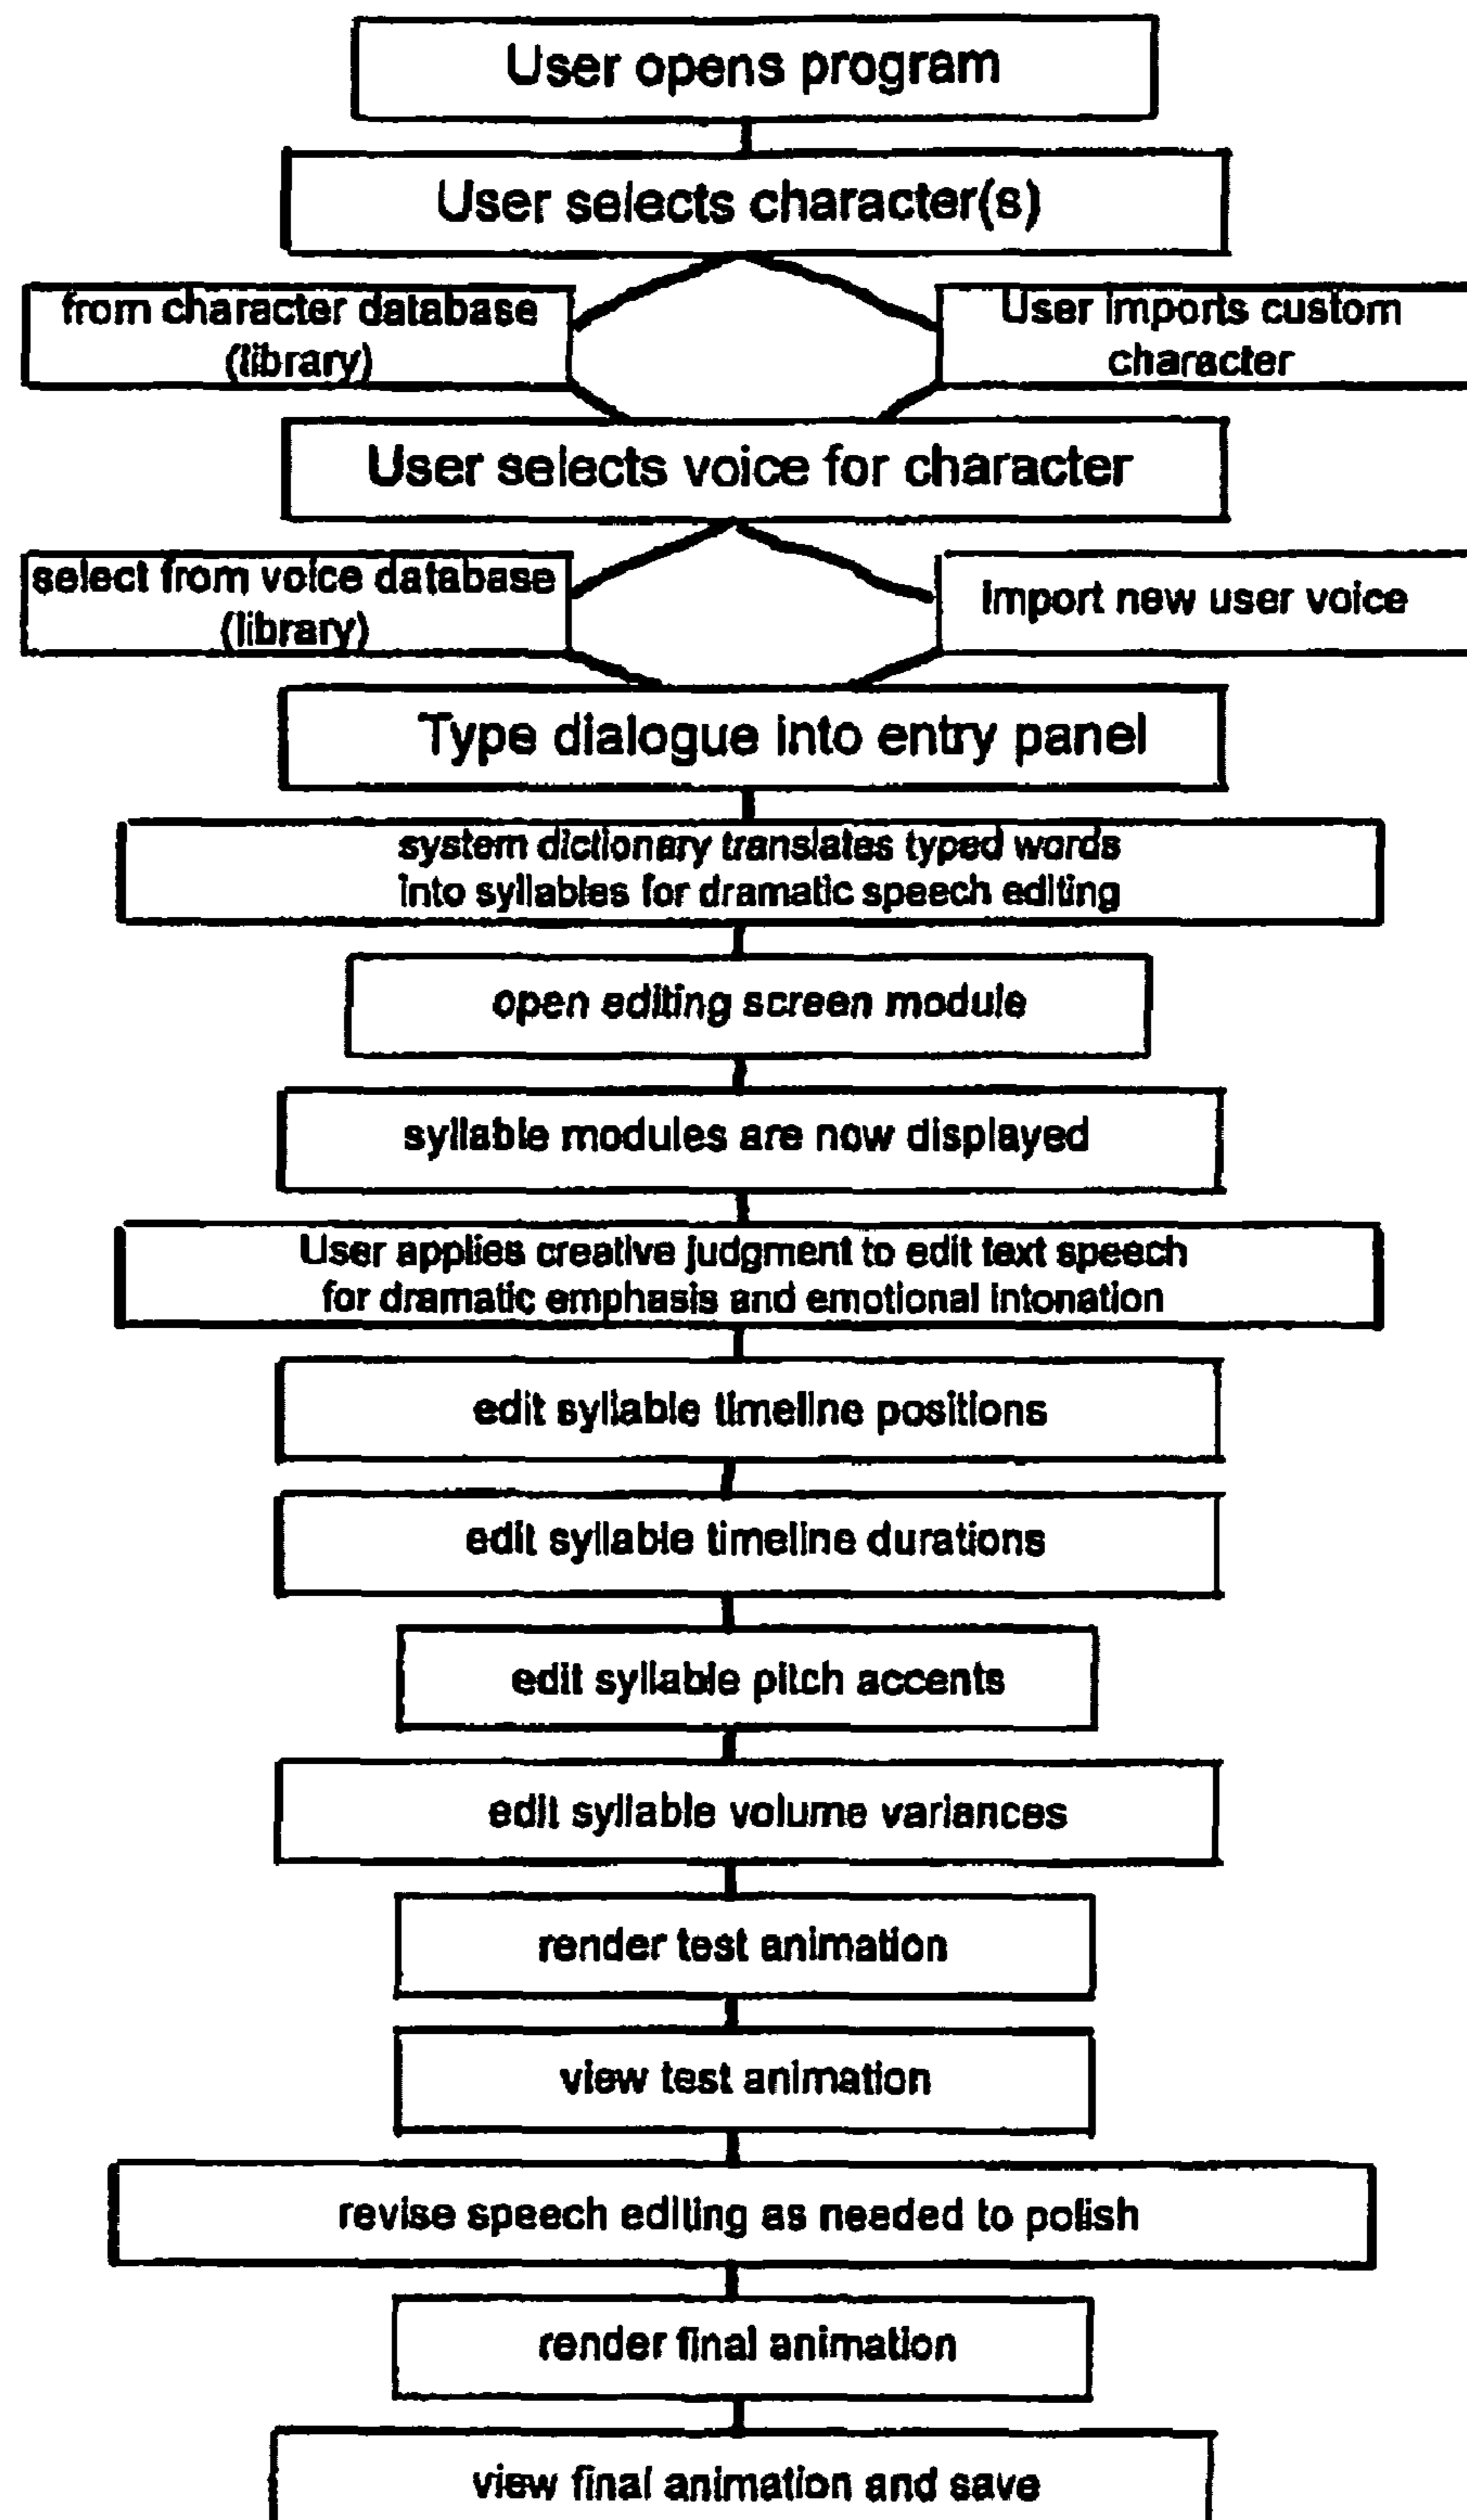 User opens program
User selects character(s)
from character database
(library)
User imports custom
character
User selects voice for character
select from voice database
(library)
import new user voice
Type dialogue into entry panel
system dictionary translates typed words
into syllables for dramatic speech editing
open editing screen module
syllable modules are now displayed
User applies creative judgment to edit text speech
for dramatic emphasis and emotional intonation
edit syllable timeline positions
edit syllable timeline durations
edit syllable pitch accents
edit syllable volume variances
render test animation
view test animation
revise speech editing as needed to polish
render final animation
view final animation and save